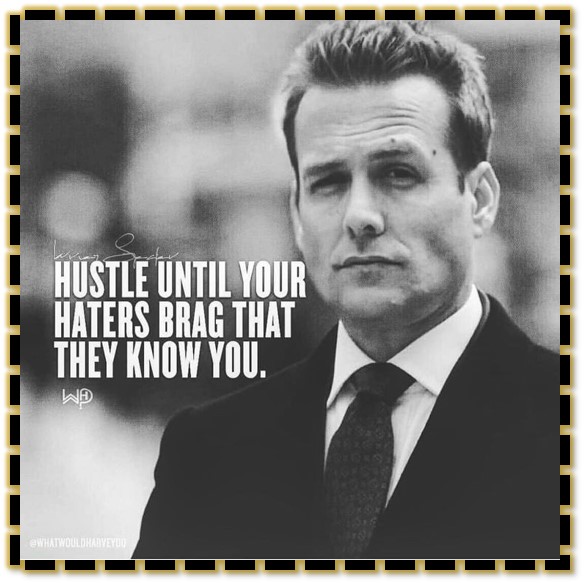 HUSTLE UNTIL YOUR
HATERS BRAG THAT
THEY KNOW YOU.
@WHATWOULDHARVEYDO